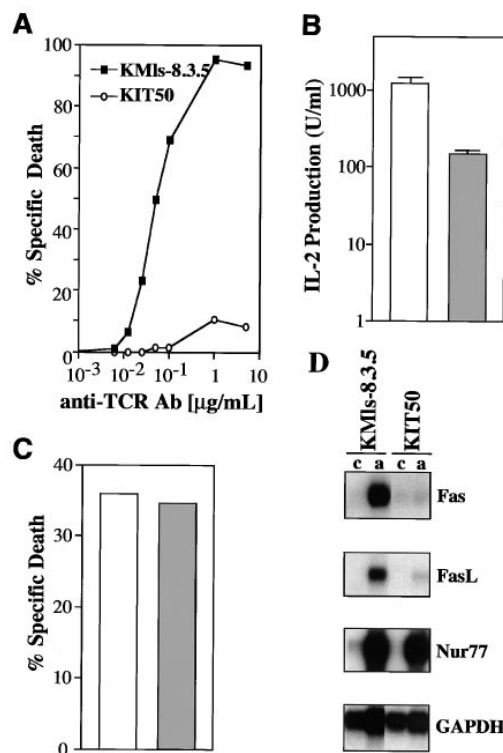 A
100
80
60
40
20
0
% Specific Death
KMls-8.3.5
KIT50
10-3 10-2 10-1 1 10
anti-TCR Ab [μg/mL]
B
1000
100
10
1
IL-2 Production (U/ml)
C
40
30
20
10
0
% Specific Death
D
KMls-8.3.5
KIT50
c a c a
Fas
FasL
Nur77
GAPDH